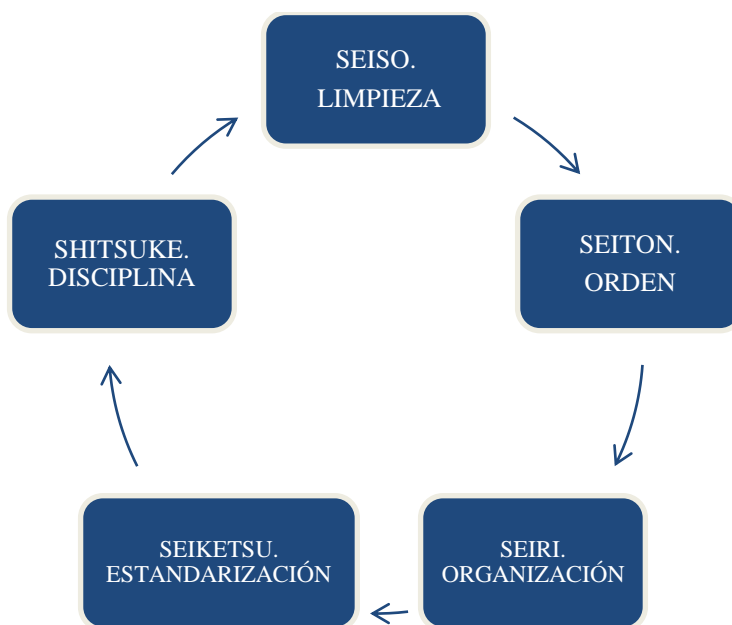 SEISO.
LIMPIEZA
SEITON.
ORDEN
SEIRI.
ORGANIZACIÓN
SEIKETSU.
ESTANDARIZACIÓN
SHITSUKE.
DISCIPLINA